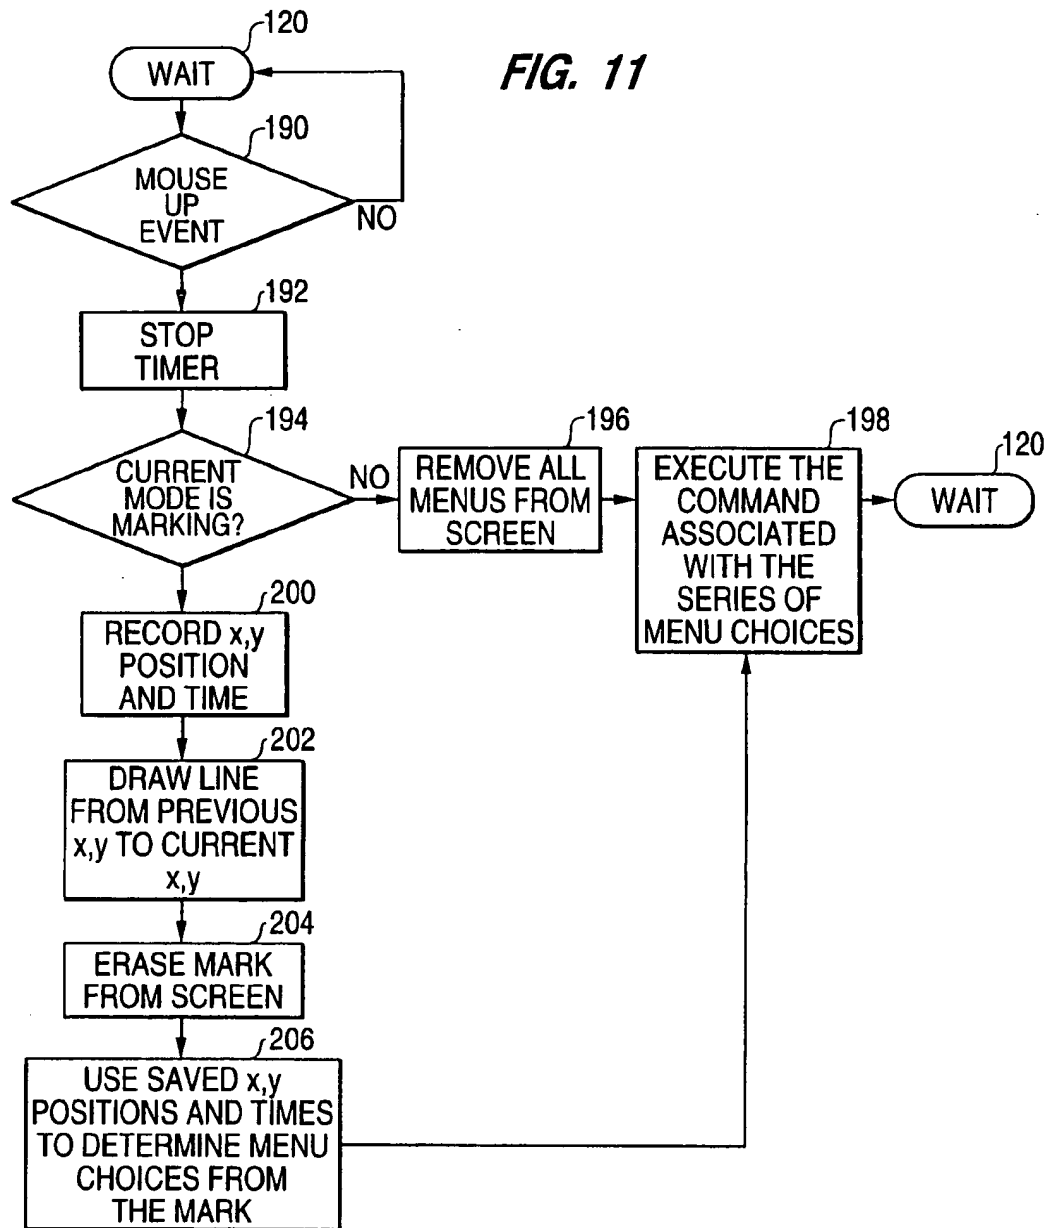 FIG. 11
120
WAIT
190
MOUSE
UP
EVENT
NO
192
STOP
TIMER
194
CURRENT
MODE IS
MARKING?
NO
196
REMOVE ALL
MENUS FROM
SCREEN
198
EXECUTE THE
COMMAND
ASSOCIATED
WITH THE
SERIES OF
MENU CHOICES
120
WAIT
200
RECORD x,y
POSITION
AND TIME
202
DRAW LINE
FROM PREVIOUS
x,y TO CURRENT
x,y
204
ERASE MARK
FROM SCREEN
206
USE SAVED x,y
POSITIONS AND TIMES
TO DETERMINE MENU
CHOICES FROM
THE MARK